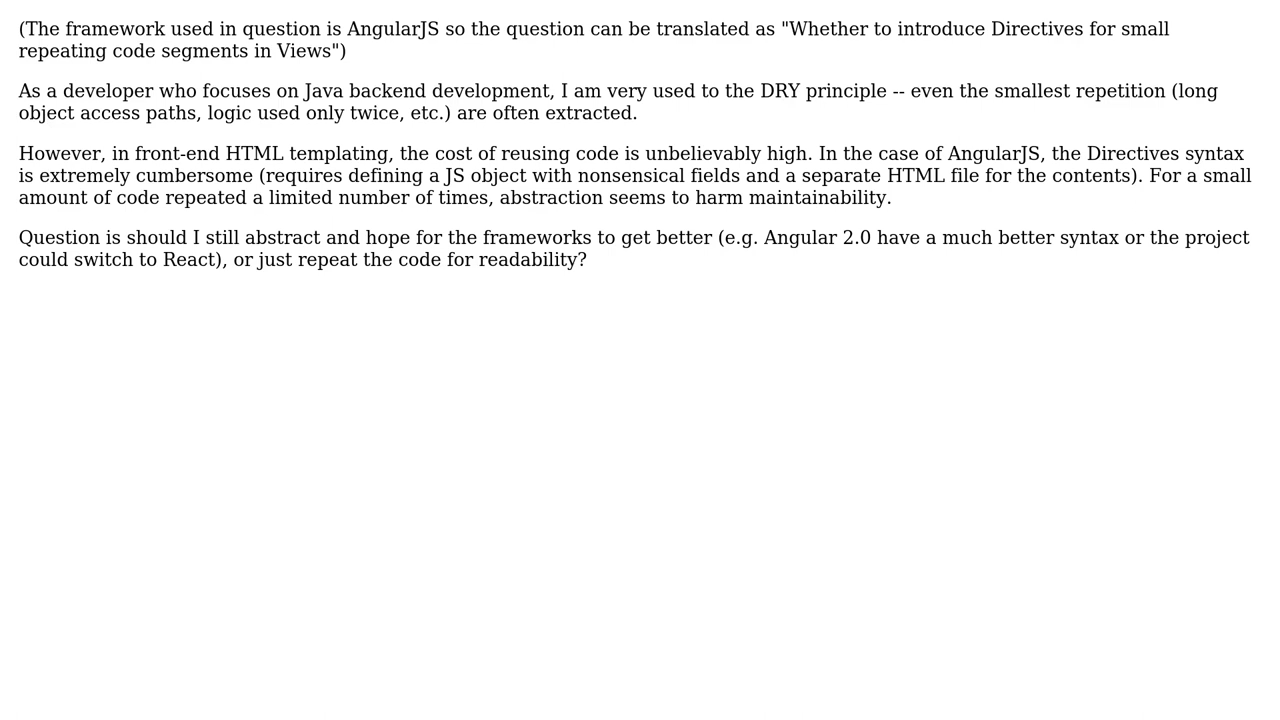 (The framework used in question is AngularJS so the question can be translated as "Whether to introduce Directives for small
repeating code segments in Views")
As a developer who focuses on Java backend development, I am very used to the DRY principle -- even the smallest repetition (long
object access paths, logic used only twice, etc.) are often extracted.
However, in front-end HTML templating, the cost of reusing code is unbelievably high. In the case of AngularJS, the Directives syntax
is extremely cumbersome (requires defining a JS object with nonsensical fields and a separate HTML file for the contents). For a small
amount of code repeated a limited number of times, abstraction seems to harm maintainability.
Question is should I still abstract and hope for the frameworks to get better (e.g. Angular 2.0 have a much better syntax or the project
could switch to React), or just repeat the code for readability?